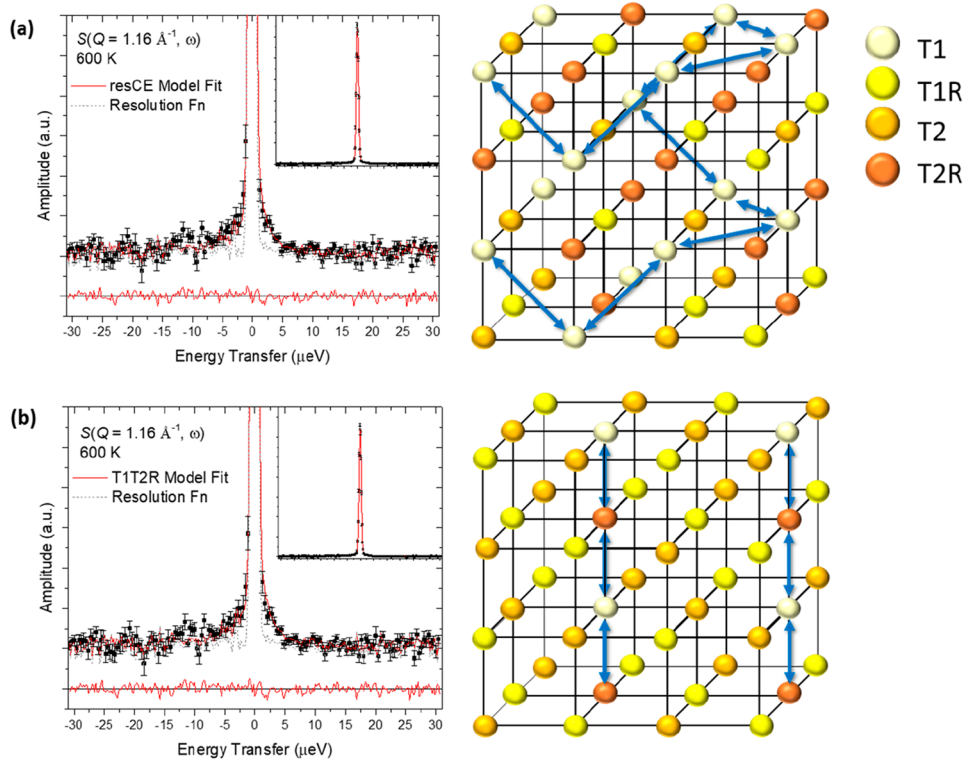 (a)
S(Q = 1.16 Å⁻¹, ω)
600 K
resCE Model Fit
Resolution Fn
Amplitude (a.u.)
-30 -25 -20 -15 -10 -5 0 5 10 15 20 25 30
Energy Transfer (μeV)
T1
T1R
T2
T2R
(b)
S(Q = 1.16 Å⁻¹, ω)
600 K
T1T2R Model Fit
Resolution Fn
Amplitude (a.u.)
-30 -25 -20 -15 -10 -5 0 5 10 15 20 25 30
Energy Transfer (μeV)